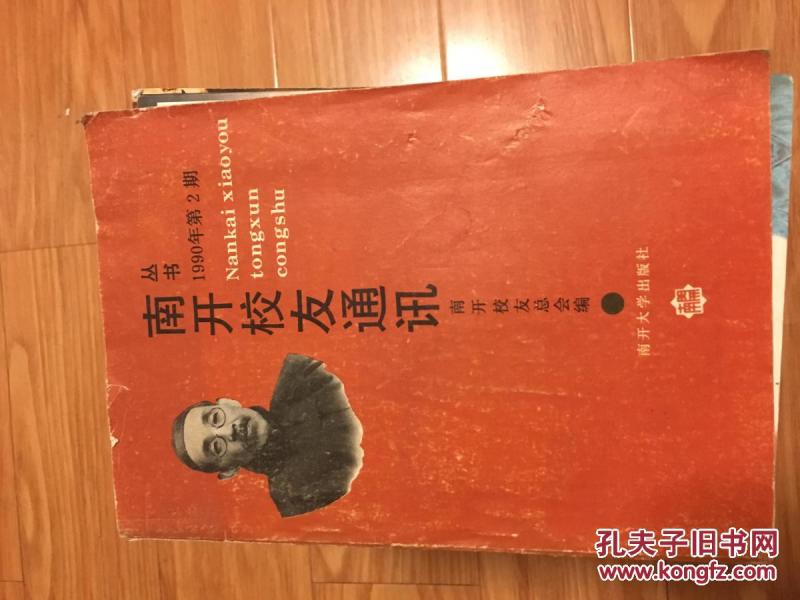 南开校友通讯
丛书
1990年第2期
Nankai xiaoyou
tongxun
congshu
南开校友总会编
南开大学出版社
孔夫子旧书网
www.kongfz.com